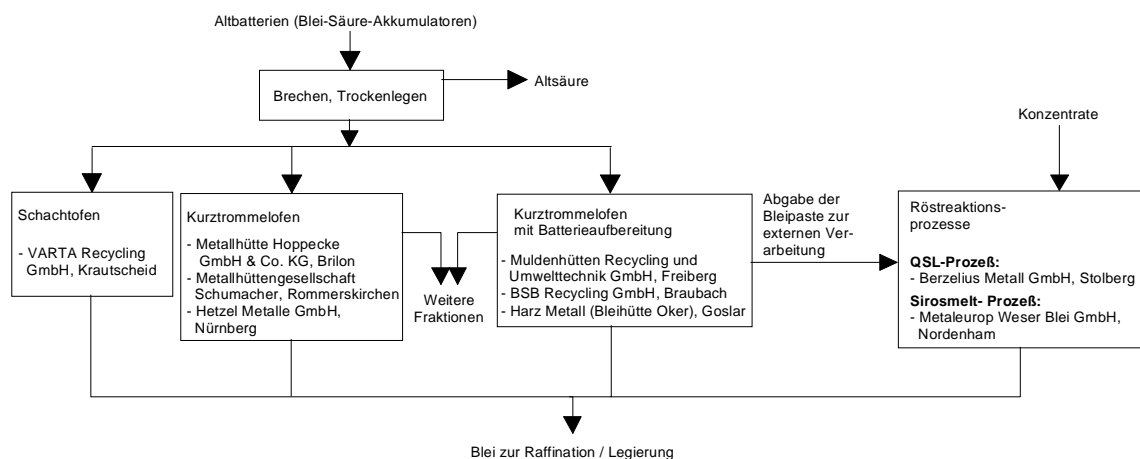 Altbatterien (Blei-Säure-Akkumulatoren)
Brechen, Trockenlegen
Altsäure
Konzentrate
Schachtofen
- VARTA Recycling
GmbH, Krautscheid
Kurztrommelofen
- Metallhütte Hoppecke
GmbH & Co. KG, Brilon
- Metallhüttengesellschaft
Schumacher, Rommerskirchen
- Hetzel Metalle GmbH,
Nürnberg
Weitere
Fraktionen
Kurztrommelofen
mit Batterieaufbereitung
- Muldenhütten Recycling und
Umwelttechnik GmbH, Freiberg
- BSB Recycling GmbH, Braubach
- Harz Metall (Bleihütte Oker), Goslar
Abgabe der
Bleipaste zur
externen Ver-
arbeitung
Röstreaktions-
prozesse
QSL-Prozeß:
- Berzelius Metall GmbH, Stolberg
Sirosmelt- Prozeß:
- Metaleurop Weser Blei GmbH,
Nordenham
Blei zur Raffination / Legierung